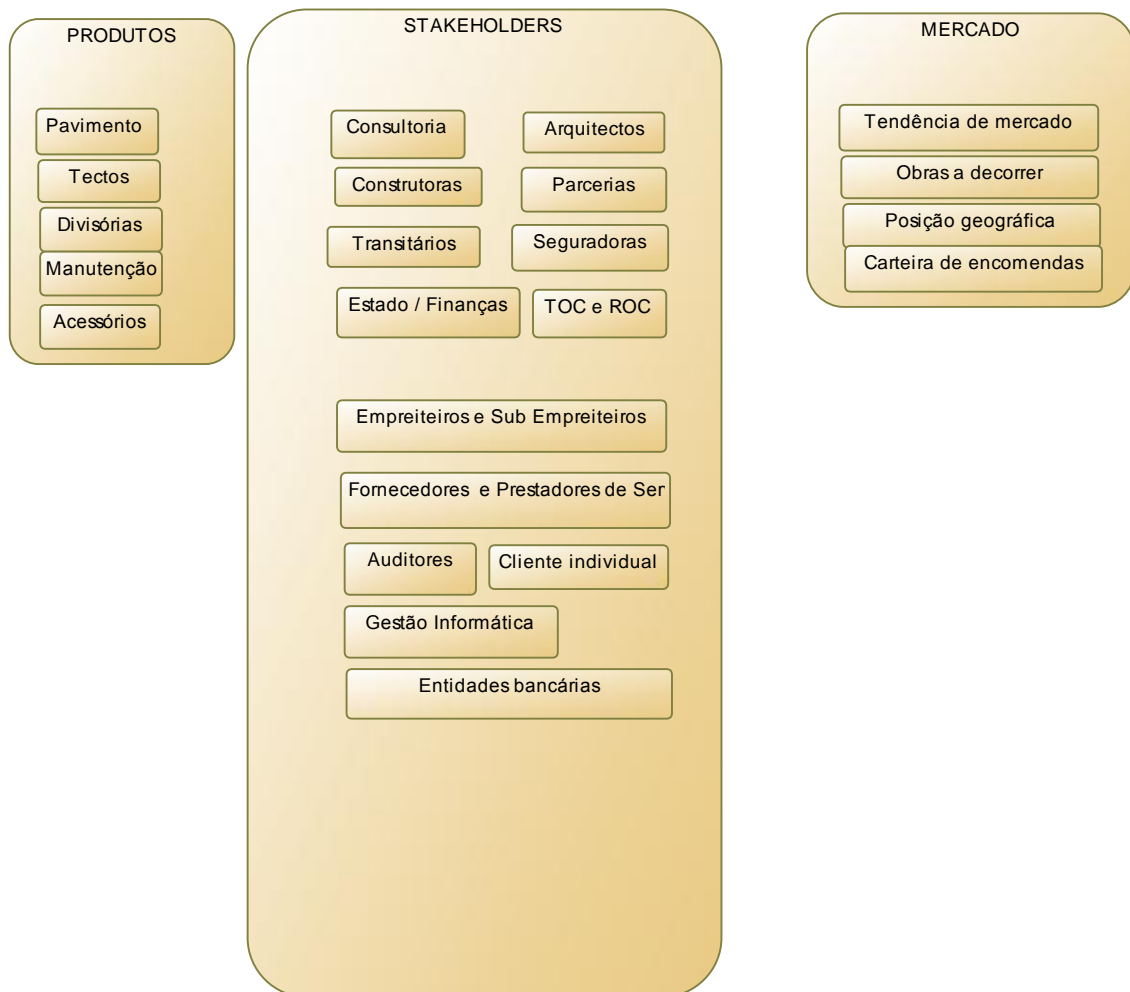 PRODUTOS
Pavimento
Tectos
Divisórias
Manutenção
Acessórios
STAKEHOLDERS
Consultoria
Arquitectos
Construtoras
Parcerias
Transitários
Seguradoras
Estado / Finanças
TOC e ROC
Empreiteiros e Sub Empreiteiros
Fornecedores e Prestadores de Ser
Auditores
Cliente individual
Gestão Informática
Entidades bancárias
MERCADO
Tendência de mercado
Obras a decorrer
Posição geográfica
Carteira de encomendas